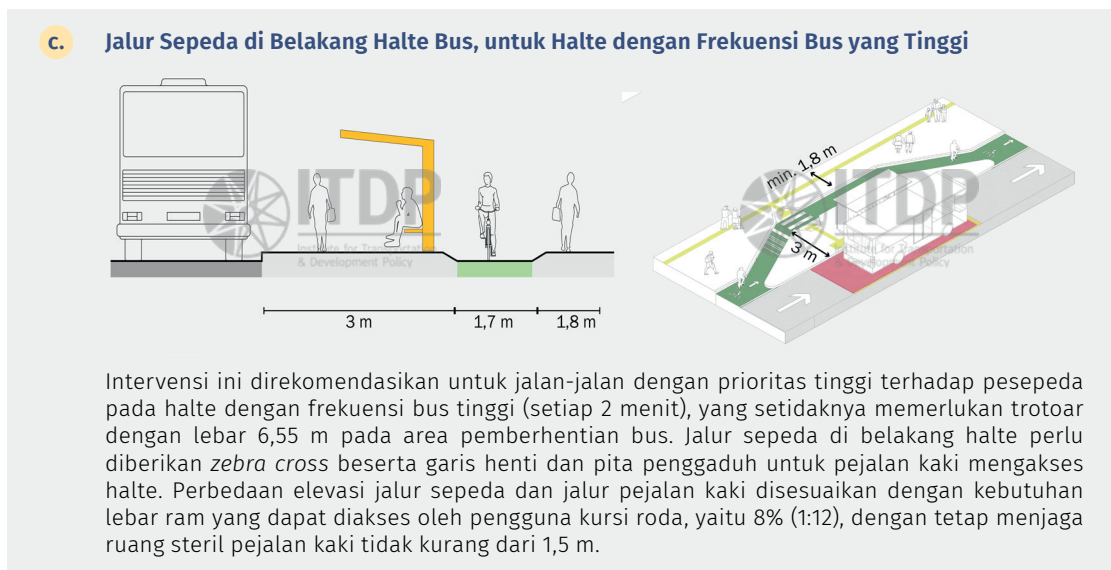 c. Jalur Sepeda di Belakang Halte Bus, untuk Halte dengan Frekuensi Bus yang Tinggi
ITDP
Institute for Transportation
& Development Policy
3 m
1,7 m
1,8 m
min. 1,8 m
3 m
ITDP
Institute for Transportation
& Development Policy
Intervensi ini direkomendasikan untuk jalan-jalan dengan prioritas tinggi terhadap pesepeda
pada halte dengan frekuensi bus tinggi (setiap 2 menit), yang setidaknya memerlukan trotoar
dengan lebar 6,55 m pada area pemberhentian bus. Jalur sepeda di belakang halte perlu
diberikan zebra cross beserta garis henti dan pita penggaduh untuk pejalan kaki mengakses
halte. Perbedaan elevasi jalur sepeda dan jalur pejalan kaki disesuaikan dengan kebutuhan
lebar ram yang dapat diakses oleh pengguna kursi roda, yaitu 8% (1:12), dengan tetap menjaga
ruang steril pejalan kaki tidak kurang dari 1,5 m.